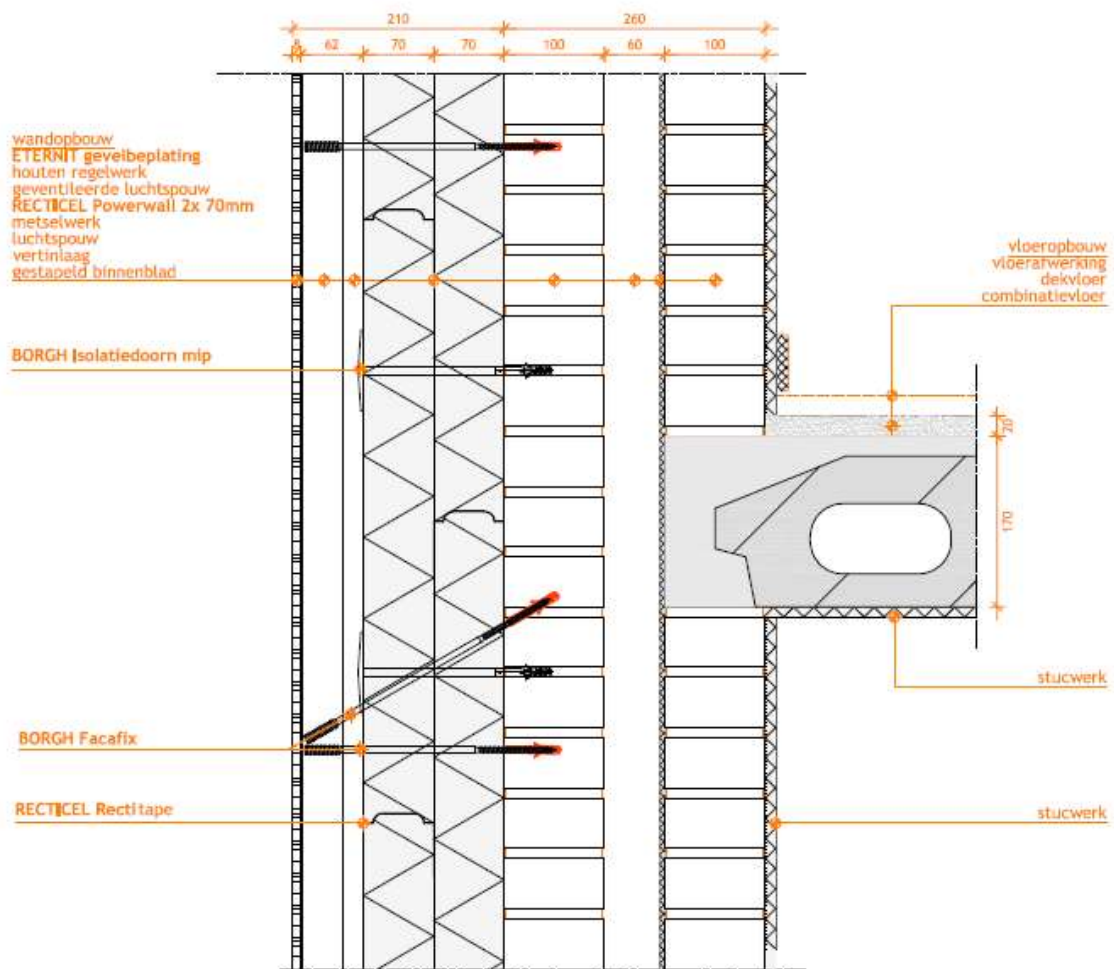 210
260
8
62
70
70
100
60
100
wandopbouw
ETERNIT gevelbeplating
houten regelwerk
geventileerde luchtspouw
RECTICEL Powerwall 2x 70mm
metselwerk
luchtspouw
vertinlaag
gestapeld binnenblad
vloeropbouw
vloerafwerking
dekvloer
combinatievloer
BORGH Isolatiedoorn mip
20
170
stucwerk
BORGH Facafix
RECTICEL Rectitape
stucwerk